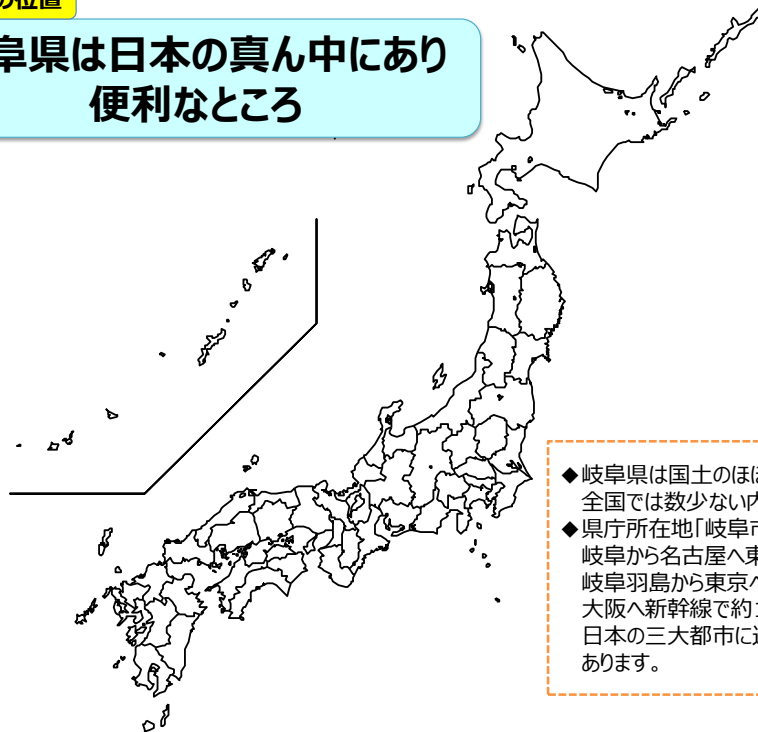 の位置
阜県は日本の真ん中にあり
便利なところ
◆岐阜県は国土のほぼ
全国では数少ない内
◆県庁所在地「岐阜市
岐阜から名古屋へ東
岐阜羽島から東京へ
大阪へ新幹線で約
日本の三大都市に近
あります。